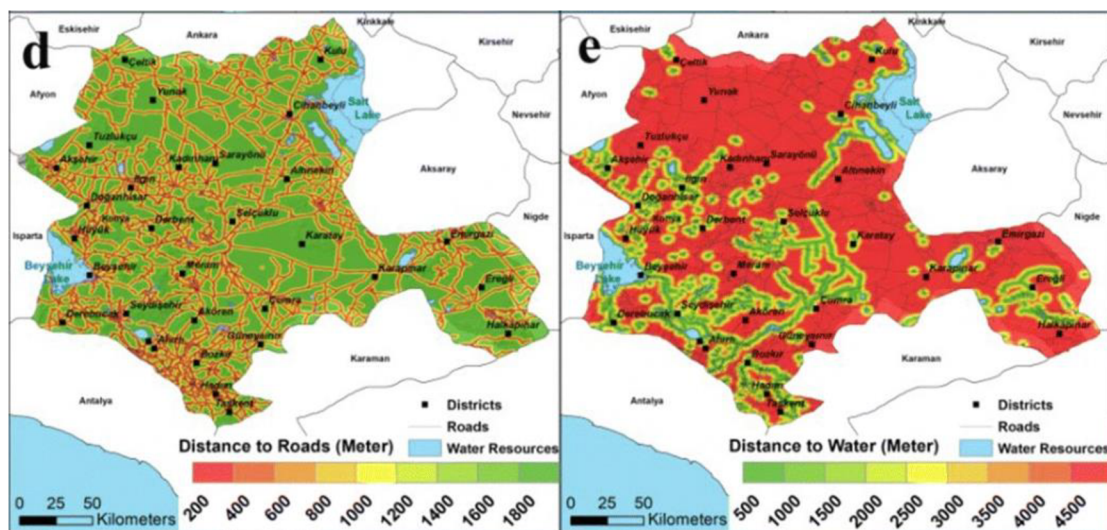 d
Eskisehir
Ankara
Kirikkale
Kirsehir
Kulu
Çeltik
Afyon
Yunak
Cihanbeyli
Salt
Lake
Nevsehir
Tuzlukçu
Akşehir
Kadınhanı
Sarayönü
Aksaray
Ilgın
Altınekin
Doğanhisar
Nigde
Konya
Derbent
Selçuklu
Isparta
Hüyük
Karatay
Emirgazi
Beyşehir
Lake
Beyşehir
Meram
Karapınar
Ereğli
Seydişehir
Çumra
Derebucak
Akören
Halkapınar
Ahırlı
Güneysınır
Bozkır
Karaman
Hadim
Antalya
Taşkent
Districts
Roads
Distance to Roads (Meter)
Water Resources
200
400
600
800
1000
1200
1400
1600
1800
0 25 50
Kilometers
e
Eskisehir
Ankara
Kirsehir
Kulu
Çeltik
Afyon
Yunak
Cihanbeyli
Salt
Lake
Nevsehir
Tuzlukçu
Akşehir
Kadınhanı
Sarayönü
Aksaray
Ilgın
Altınekin
Doğanhisar
Nigde
Konya
Derbent
Selçuklu
Isparta
Hüyük
Karatay
Emirgazi
Beyşehir
Lake
Beyşehir
Meram
Karapınar
Ereğli
Seydişehir
Çumra
Derebucak
Akören
Halkapınar
Ahırlı
Güneysınır
Bozkır
Karaman
Hadim
Antalya
Taşkent
Districts
Roads
Distance to Water (Meter)
Water Resources
500
1000
1500
2000
2500
3000
3500
4000
4500
0 25 50
Kilometers